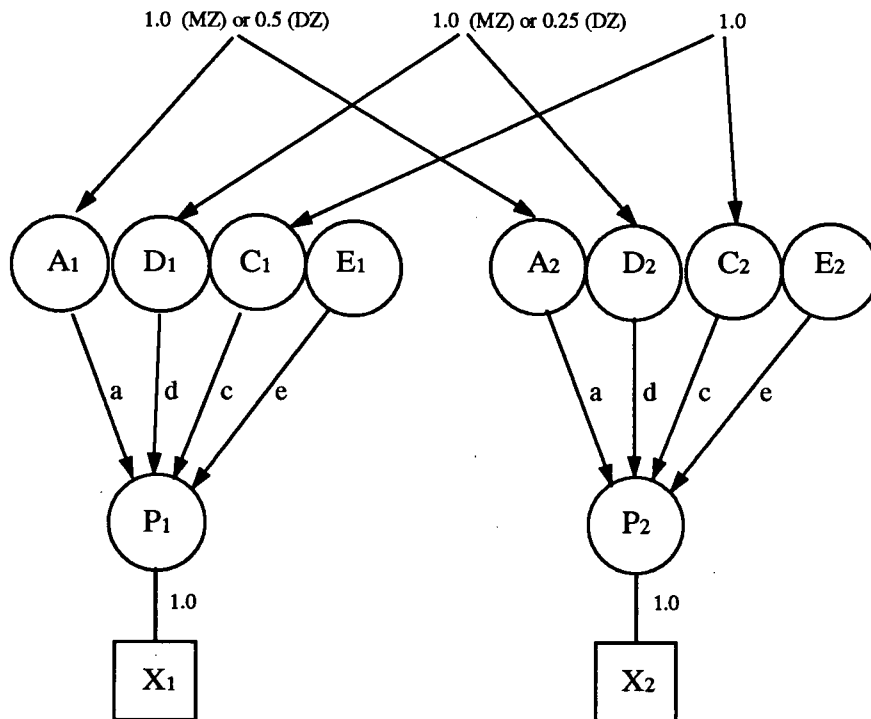 1.0 (MZ) or 0.5 (DZ) 1.0 (MZ) or 0.25 (DZ) 1.0
A1 D1 C1 E1 A2 D2 C2 E2
a d c e a d c e
P1 P2
1.0 1.0
X1 X2